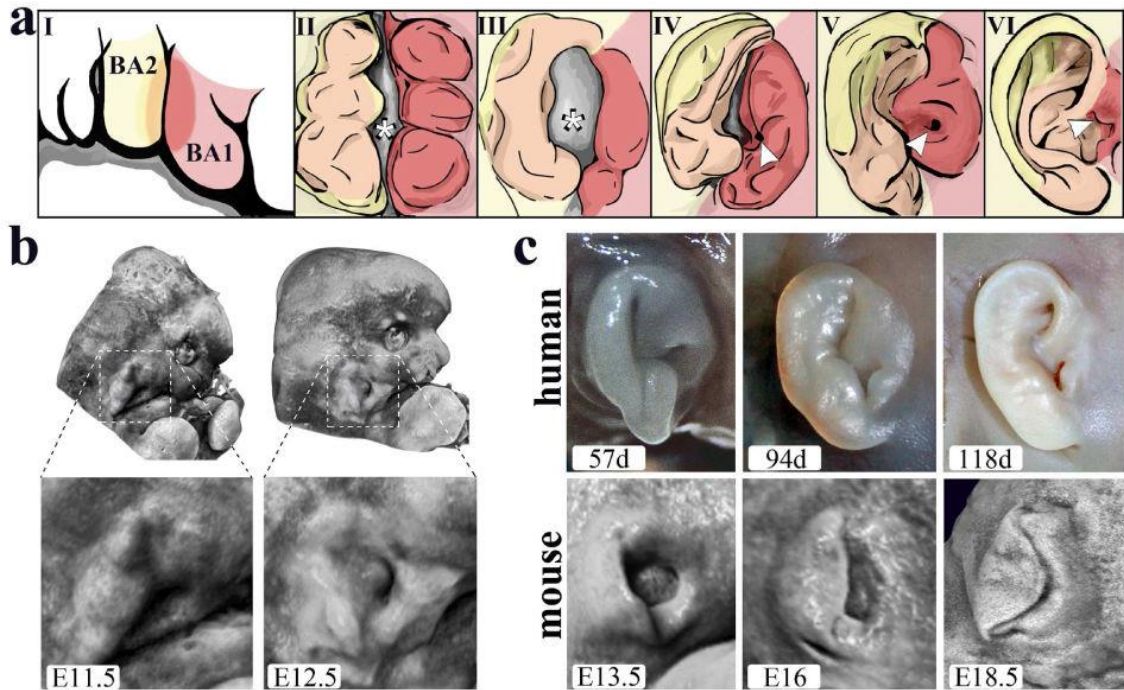 a
I
II
III
IV
V
VI
BA2
BA1
*
*
b
c
human
57d
94d
118d
mouse
E11.5
E12.5
E13.5
E16
E18.5